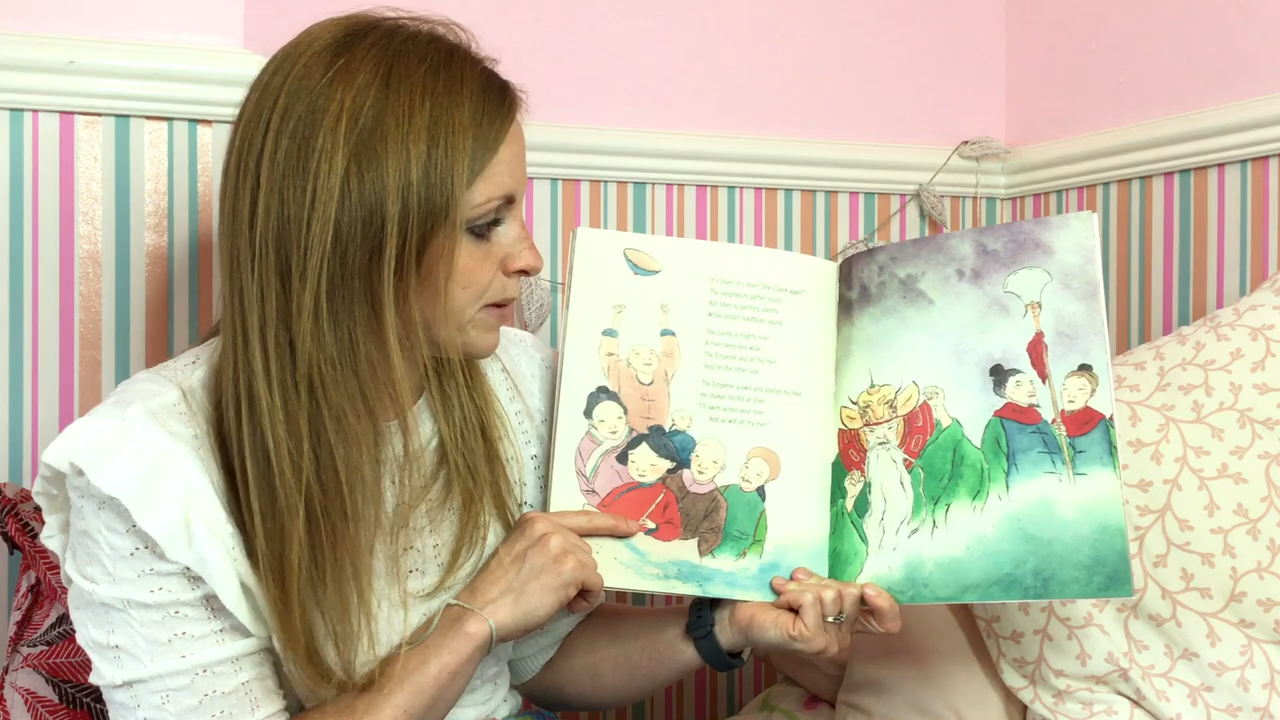 "It's Shen! It's Shen! She's back again!"
The neighbours gather round
But Shen is painting silently
While distant hoofbeats sound.
She paints a mighty river
A river deep and wide.
The Emperor and all his men
Stop on the other side.
The Emperor scowls and stamps his feet
He shakes his fist at Shen.
"I'll swim across your river
And so will all my men."